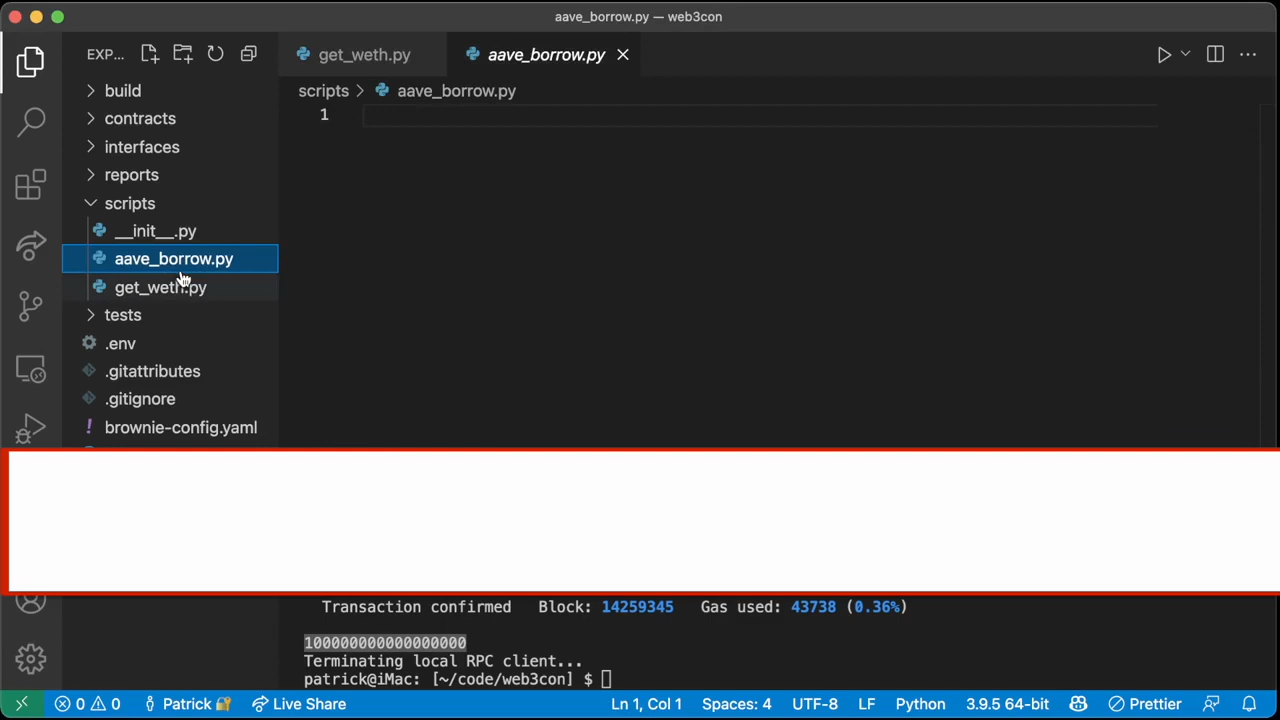 aave_borrow.py — web3con
EXP...
get_weth.py
aave_borrow.py
build
scripts > aave_borrow.py
contracts
1
interfaces
reports
scripts
__init__.py
aave_borrow.py
get_weth.py
tests
.env
.gitattributes
.gitignore
! brownie-config.yaml
Transaction confirmed Block: 14259345 Gas used: 43738 (0.36%)
100000000000000000
Terminating local RPC client...
patrick@iMac: [~/code/web3con] $
0 0 Patrick🔐 Live Share Ln 1, Col 1 Spaces: 4 UTF-8 LF Python 3.9.5 64-bit Prettier